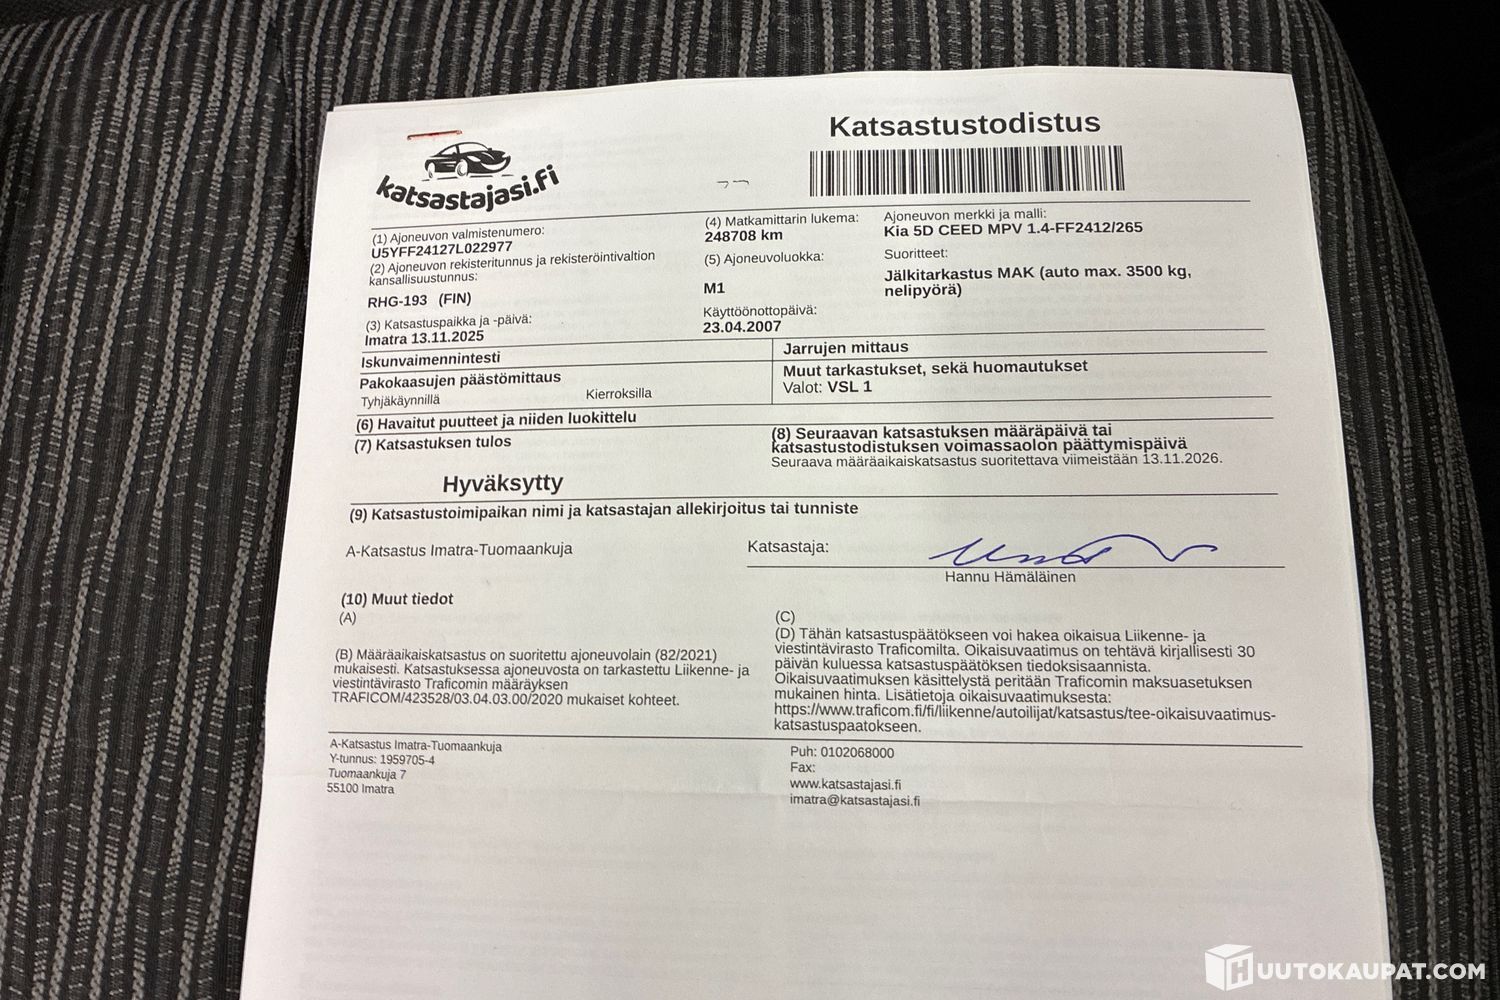 katsastajasi.fi
Katsastustodistus
(1) Ajoneuvon valmistenumero:
U5YFF24127L022977
(2) Ajoneuvon rekisteritunnus ja rekisteröintivaltion
kansallisuustunnus:
RHG-193 (FIN)
(3) Katsastuspaikka ja -päivä:
Imatra 13.11.2025
(4) Matkamittarin lukema:
248708 km
(5) Ajoneuvoluokka:
M1
Käyttöönottopäivä:
23.04.2007
Ajoneuvon merkki ja malli:
Kia 5D CEED MPV 1.4-FF2412/265
Suoritteet:
Jälkitarkastus MAK (auto max. 3500 kg,
nelipyörä)
Iskunvaimennintesti
Jarrujen mittaus
Pakokaasujen päästömittaus
Tyhjäkäynnillä Kierroksilla
Muut tarkastukset, sekä huomautukset
Valot: VSL 1
(6) Havaitut puutteet ja niiden luokittelu
(7) Katsastuksen tulos
Hyväksytty
(8) Seuraavan katsastuksen määräpäivä tai
katsastustodistuksen voimassaolon päättymispäivä
Seuraava määräaikaiskatsastus suoritettava viimeistään 13.11.2026.
(9) Katsastustoimipaikan nimi ja katsastajan allekirjoitus tai tunniste
A-Katsastus Imatra-Tuomaankuja
Katsastaja:
Hannu Hämäläinen
(10) Muut tiedot
(A)
(B) Määräaikaiskatsastus on suoritettu ajoneuvolain (82/2021)
mukaisesti. Katsastuksessa ajoneuvosta on tarkastettu Liikenne- ja
viestintävirasto Traficomin määräyksen
TRAFICOM/423528/03.04.03.00/2020 mukaiset kohteet.
(C)
(D) Tähän katsastuspäätökseen voi hakea oikaisua Liikenne- ja
viestintävirasto Traficomilta. Oikaisuvaatimus on tehtävä kirjallisesti 30
päivän kuluessa katsastuspäätöksen tiedoksisaannista.
Oikaisuvaatimuksen käsittelystä peritään Traficomin maksuasetuksen
mukainen hinta. Lisätietoja oikaisuvaatimuksesta:
https://www.traficom.fi/fi/liikenne/autoilijat/katsastus/tee-oikaisuvaatimus-
katsastuspaatokseen.
A-Katsastus Imatra-Tuomaankuja
Y-tunnus: 1959705-4
Tuomaankuja 7
55100 Imatra
Puh: 0102068000
Fax:
www.katsastajasi.fi
imatra@katsastajasi.fi
HUUTOKAUPAT.COM